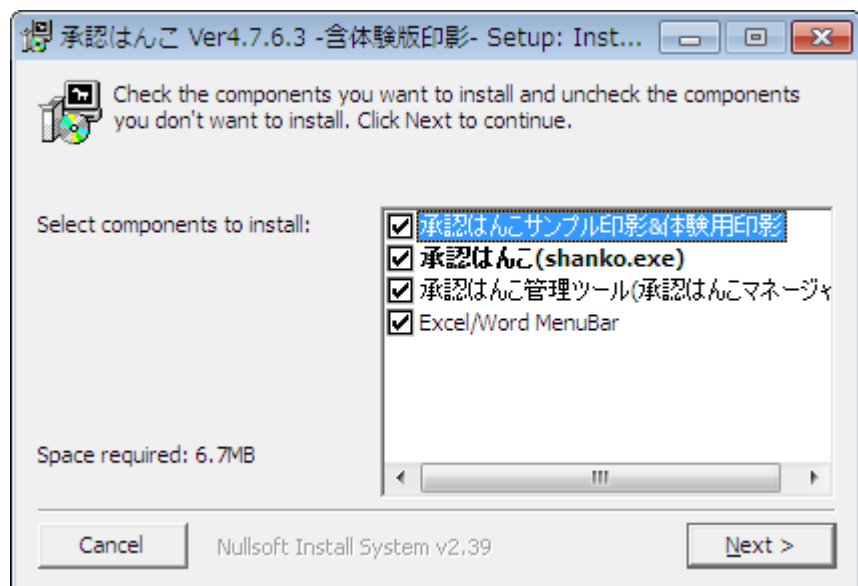 承認はんこ Ver4.7.6.3 -含体験版印影- Setup: Inst...
Check the components you want to install and uncheck the components
you don't want to install. Click Next to continue.
Select components to install:
承認はんこサンプル印影&体験用印影
承認はんこ(shanko.exe)
承認はんこ管理ツール(承認はんこマネージャ
Excel/Word MenuBar
Space required: 6.7MB
Cancel
Nullsoft Install System v2.39
Next >